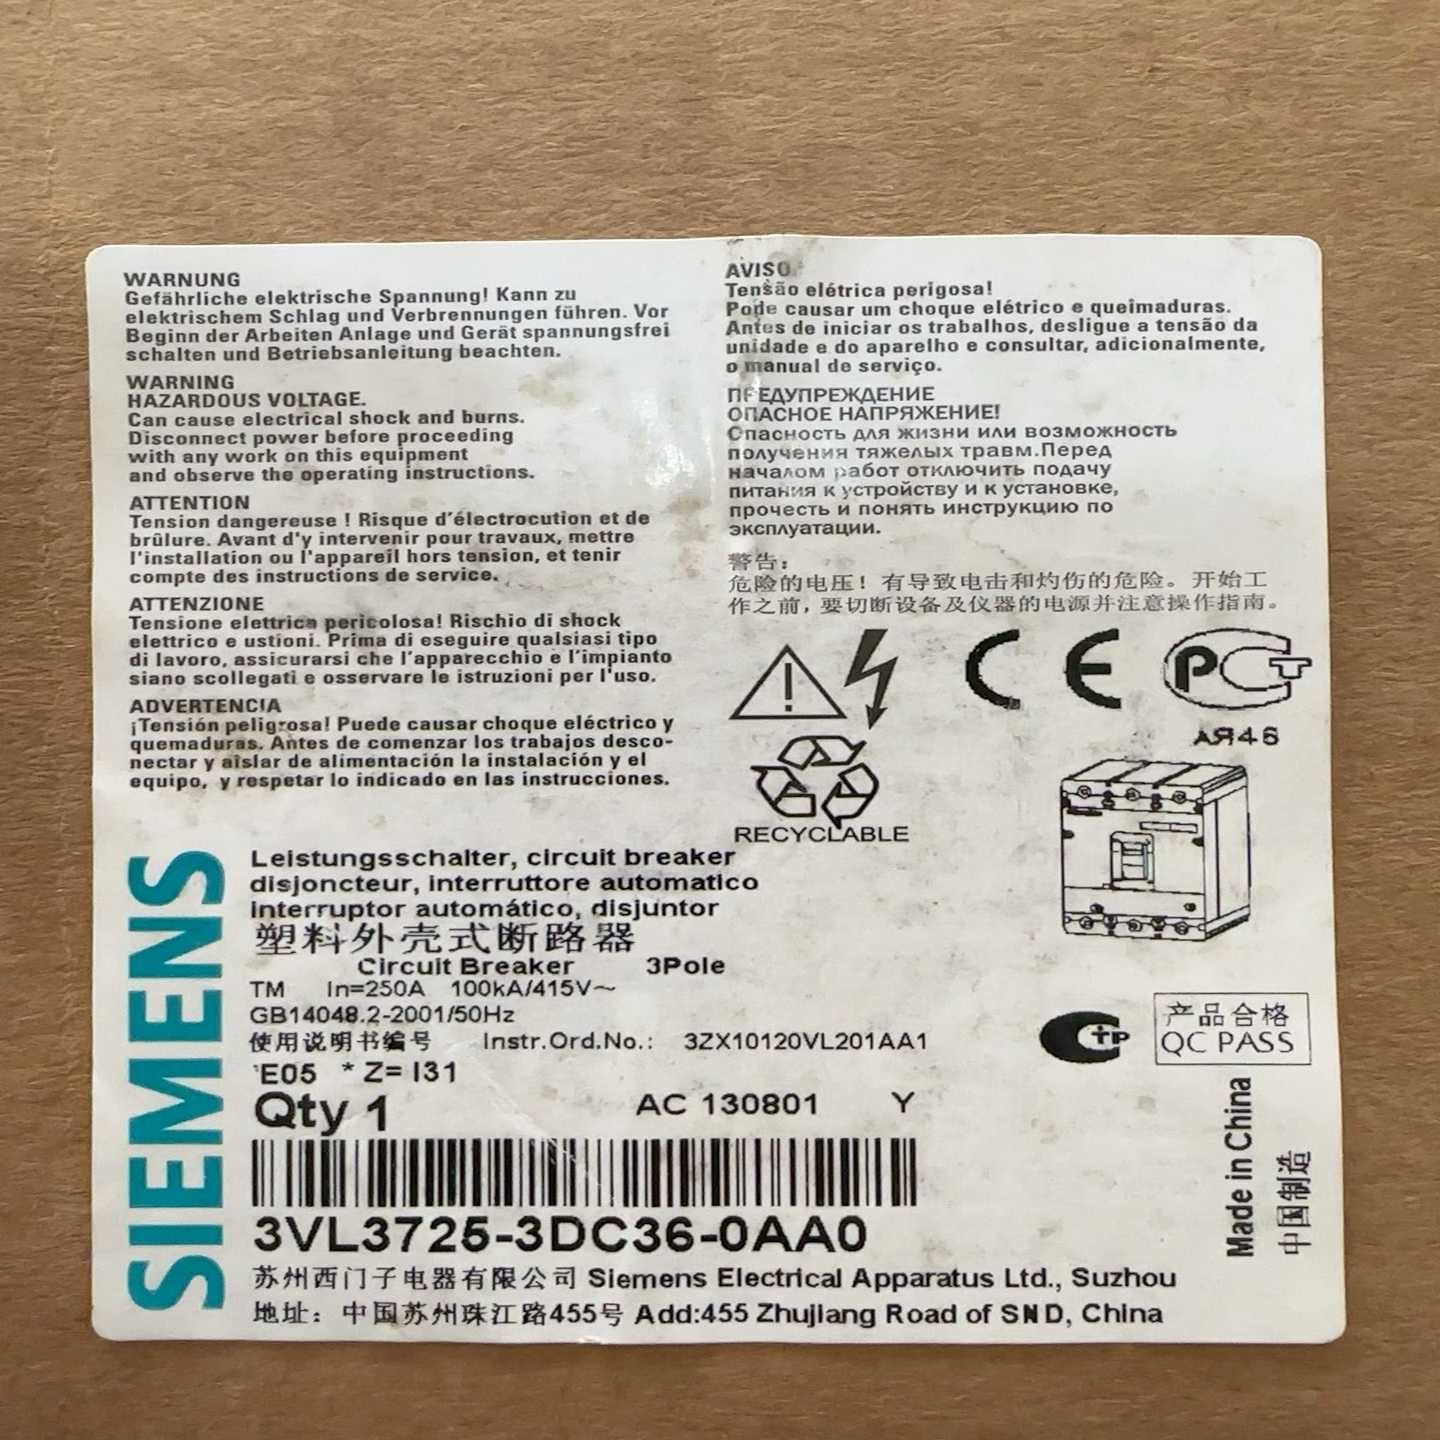 WARNUNG
Gefährliche elektrische Spannung! Kann zu
elektrischem Schlag und Verbrennungen führen. Vor
Beginn der Arbeiten Anlage und Gerät spannungsfrei
schalten und Betriebsanleitung beachten.
WARNING
HAZARDOUS VOLTAGE.
Can cause electrical shock and burns.
Disconnect power before proceeding
with any work on this equipment
and observe the operating instructions.
ATTENTION
Tension dangereuse ! Risque d'électrocution et de
brûlure. Avant d'y intervenir pour travaux, mettre
l'installation ou l'appareil hors tension, et tenir
compte des instructions de service.
ATTENZIONE
Tensione elettrica pericolosa! Rischio di shock
elettrico e ustioni. Prima di eseguire qualsiasi tipo
di lavoro, assicurarsi che l'apparecchio e l'impianto
siano scollegati e osservare le istruzioni per l'uso.
ADVERTENCIA
¡Tensión peligrosa! Puede causar choque eléctrico y
quemaduras. Antes de comenzar los trabajos desco-
nectar y aislar de alimentación la instalación y el
equipo, y respetar lo indicado en las instrucciones.
AVISO
Tensão elétrica perigosa!
Pode causar um choque elétrico e queimaduras.
Antes de iniciar os trabalhos, desligue a tensão da
unidade e do aparelho e consultar, adicionalmente,
o manual de serviço.
ПРЕДУПРЕЖДЕНИЕ
ОПАСНОЕ НАПРЯЖЕНИЕ!
Опасность для жизни или возможность
получения тяжелых травм.Перед
началом работ отключить подачу
питания к устройству и к установке,
прочесть и понять инструкцию по
эксплуатации.
警告:
危险的电压！有导致电击和灼伤的危险。开始工
作之前，要切断设备及仪器的电源并注意操作指南。
CE
РСТ
АЯ46
RECYCLABLE
SIEMENS
Leistungsschalter, circuit breaker
disjoncteur, interruttore automatico
interruptor automático, disjuntor
塑料外壳式断路器
Circuit Breaker 3Pole
TM In=250A 100kA/415V~
GB14048.2-2001/50Hz
使用说明书编号 Instr.Ord.No.: 3ZX10120VL201AA1
*E05 * Z= I31
Qty 1 AC 130801 Y
3VL3725-3DC36-0AA0
苏州西门子电器有限公司 Siemens Electrical Apparatus Ltd., Suzhou
地址：中国苏州珠江路455号 Add:455 Zhujiang Road of SND, China
СтР
产品合格
QC PASS
Made in China
中国制造